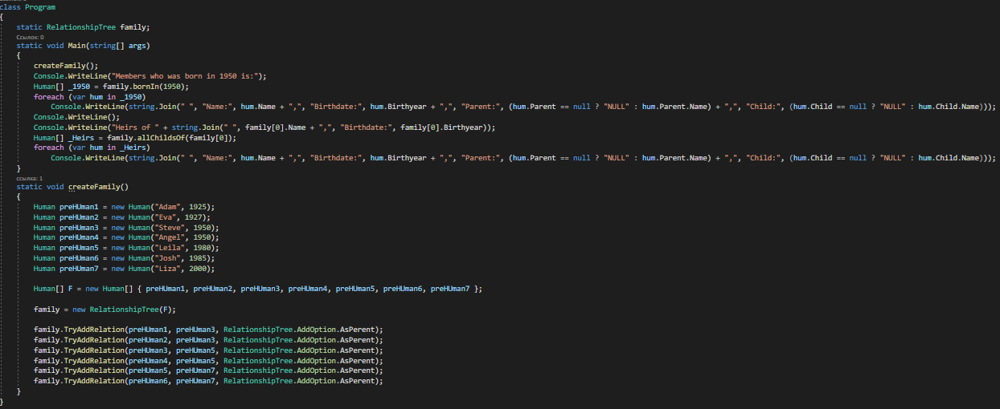 class Program
{
static RelationshipTree family;
Ссылок: 0
static void Main(string[] args)
{
createFamily();
Console.WriteLine("Members who was born in 1950 is:");
Human[] _1950 = family.bornIn(1950);
foreach (var hum in _1950)
Console.WriteLine(string.Join(" ", "Name:", hum.Name + ",", "Birthdate:", hum.Birthyear + ",", "Parent:", (hum.Parent == null ? "NULL" : hum.Parent.Name) + ",", "Child:", (hum.Child == null ? "NULL" : hum.Child.Name)));
Console.WriteLine();
Console.WriteLine("Heirs of " + string.Join(" ", family[0].Name + ",", "Birthdate:", family[0].Birthyear));
Human[] _Heirs = family.allChildsOf(family[0]);
foreach (var hum in _Heirs)
Console.WriteLine(string.Join(" ", "Name:", hum.Name + ",", "Birthdate:", hum.Birthyear + ",", "Parent:", (hum.Parent == null ? "NULL" : hum.Parent.Name) + ",", "Child:", (hum.Child == null ? "NULL" : hum.Child.Name)));
}
ссылка: 1
static void createFamily()
{
Human preHUman1 = new Human("Adam", 1925);
Human preHUman2 = new Human("Eva", 1927);
Human preHUman3 = new Human("Steve", 1950);
Human preHUman4 = new Human("Angel", 1950);
Human preHUman5 = new Human("Leila", 1980);
Human preHUman6 = new Human("Josh", 1985);
Human preHUman7 = new Human("Liza", 2000);
Human[] F = new Human[] { preHUman1, preHUman2, preHUman3, preHUman4, preHUman5, preHUman6, preHUman7 };
family = new RelationshipTree(F);
family.TryAddRelation(preHUman1, preHUman3, RelationshipTree.AddOption.AsPerent);
family.TryAddRelation(preHUman2, preHUman3, RelationshipTree.AddOption.AsPerent);
family.TryAddRelation(preHUman3, preHUman5, RelationshipTree.AddOption.AsPerent);
family.TryAddRelation(preHUman4, preHUman5, RelationshipTree.AddOption.AsPerent);
family.TryAddRelation(preHUman5, preHUman7, RelationshipTree.AddOption.AsPerent);
family.TryAddRelation(preHUman6, preHUman7, RelationshipTree.AddOption.AsPerent);
}
}